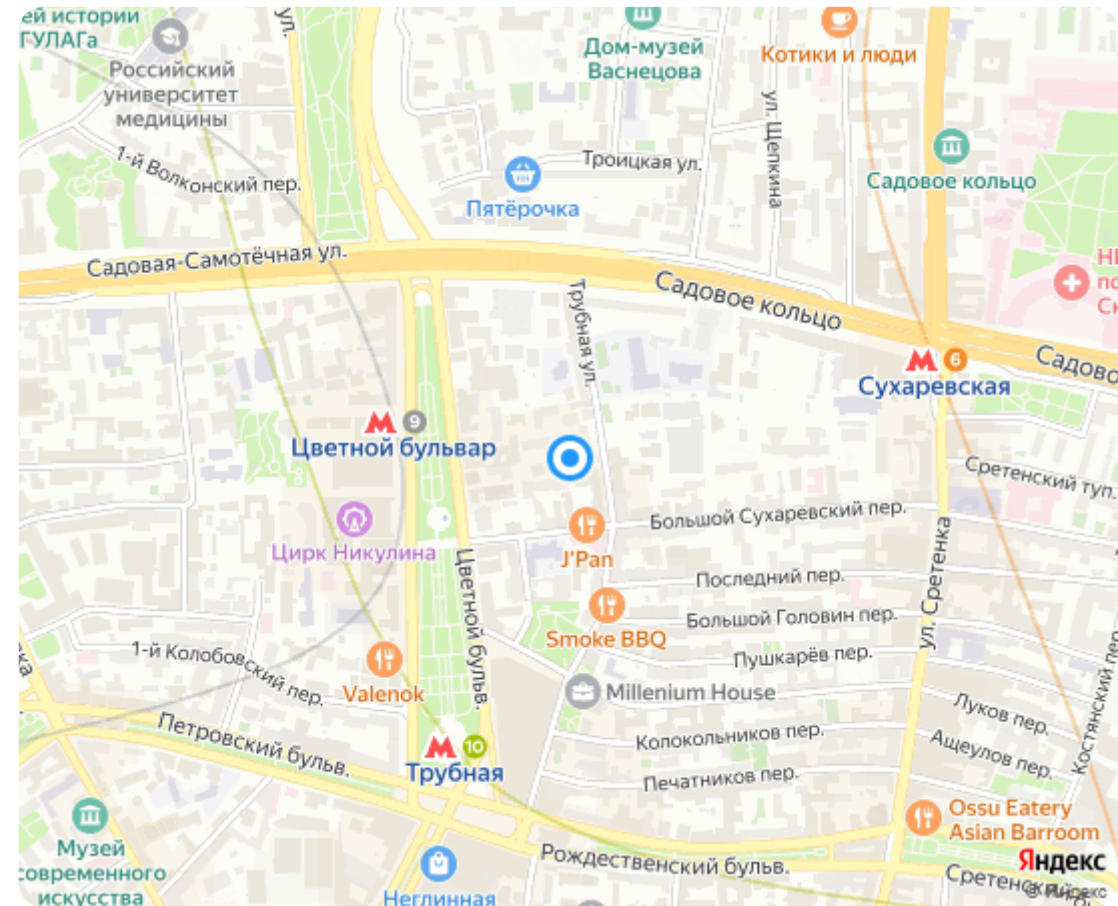 ей истории
ГУЛАГа
ул.
Дом-музей
Васнецова
Котики и люди
Российский
университет
медицины
ул. Щепкина
1-й Волконский пер.
Троицкая ул.
Садовое кольцо
Пятёрочка
Садовая-Самотёчная ул.
Садовое кольцо
Трубная ул.
6
Сухаревская
9
Цветной бульвар
Сретенский туп.
Большой Сухаревский пер.
Цирк Никулина
J'Pan
Цветной бульв.
ул. Сретенка
Последний пер.
Большой Головин пер.
Smoke BBQ
1-й Колобовский пер.
Пушкарёв пер.
Valenok
Millenium House
Луков пер.
Костянский пер
Петровский бульв.
10
Трубная
Колокольников пер.
Ащеулов пер.
Печатников пер.
Ossu Eatery
Asian Barroom
Музей
современного
искусства
Рождественский бульв.
Яндекс
Неглинная